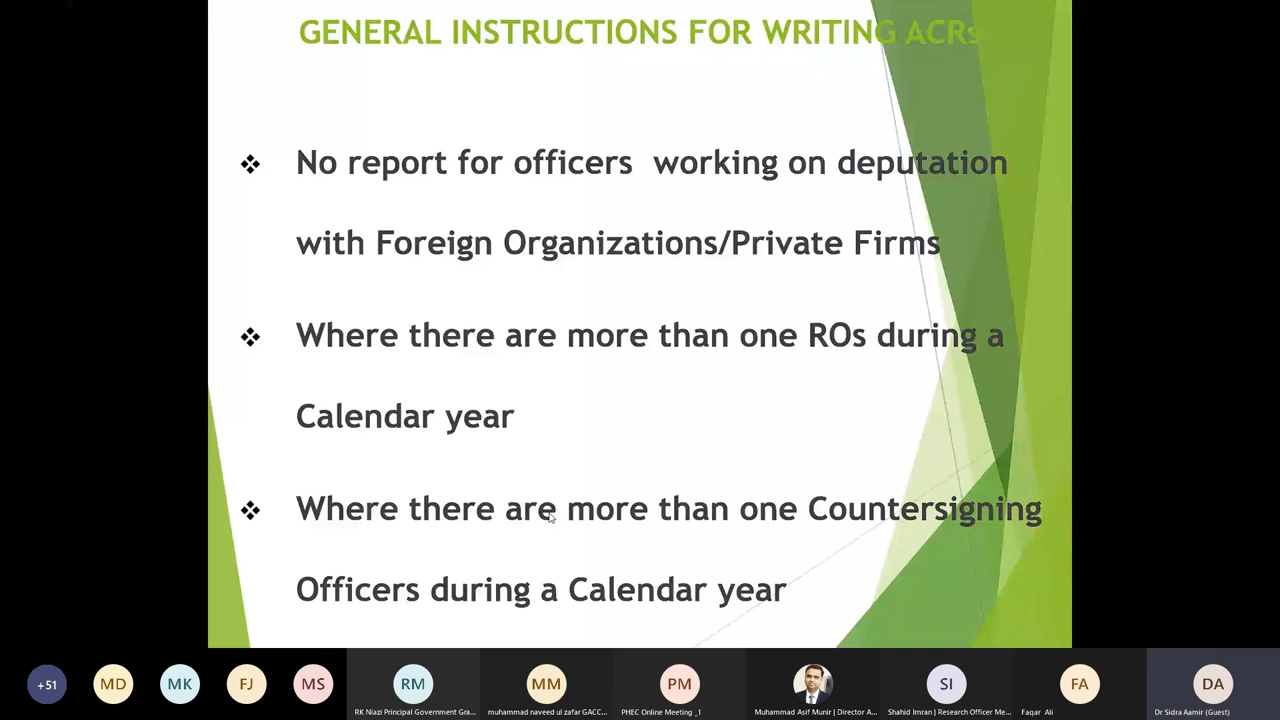 GENERAL INSTRUCTIONS FOR WRITING ACRs
No report for officers working on deputation
with Foreign Organizations/Private Firms
Where there are more than one ROs during a
Calendar year
Where there are more than one Countersigning
Officers during a Calendar year
+51
MD
MK
FJ
MS
RM
MM
PM
SI
FA
DA
RK Niazi Principal Government Gra...
muhammad naveed ul zafar GACC...
PHEC Online Meeting _1
Muhammad Asif Munir | Director A...
Shahid Imran | Research Officer Me...
Faqar Ali
Dr Sidra Aamir (Guest)